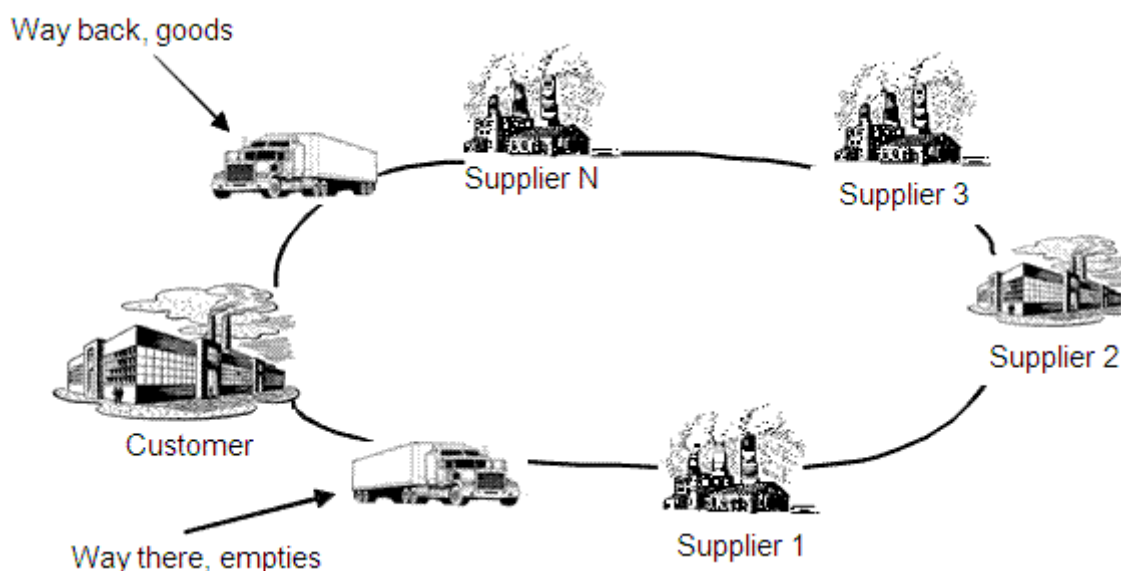 Way back, goods
Supplier N
Supplier 3
Supplier 2
Customer
Supplier 1
Way there, empties